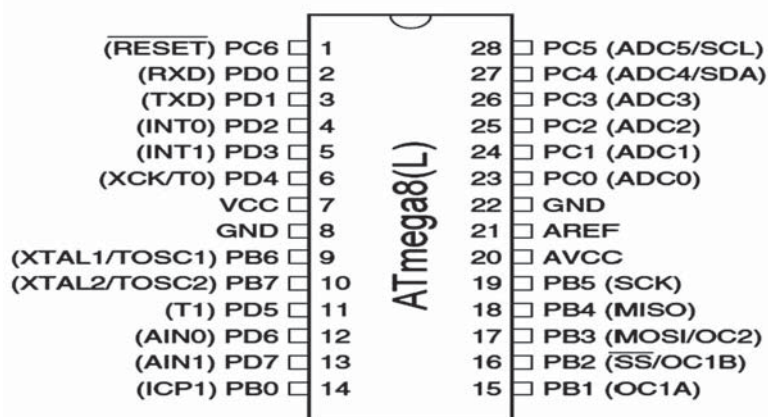 (RESET) PC6 1 28 PC5 (ADC5/SCL)
(RXD) PD0 2 27 PC4 (ADC4/SDA)
(TXD) PD1 3 26 PC3 (ADC3)
(INT0) PD2 4 25 PC2 (ADC2)
(INT1) PD3 5 24 PC1 (ADC1)
(XCK/T0) PD4 6 23 PC0 (ADC0)
VCC 7 22 GND
GND 8 21 AREF
(XTAL1/TOSC1) PB6 9 20 AVCC
(XTAL2/TOSC2) PB7 10 19 PB5 (SCK)
(T1) PD5 11 18 PB4 (MISO)
(AIN0) PD6 12 17 PB3 (MOSI/OC2)
(AIN1) PD7 13 16 PB2 (SS/OC1B)
(ICP1) PB0 14 15 PB1 (OC1A)
ATmega8(L)